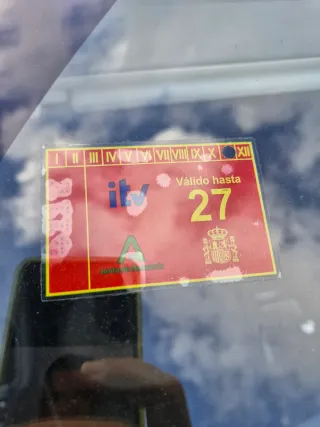 I II III IV V VI VII VIII IX X XII
itv
Válido hasta
27